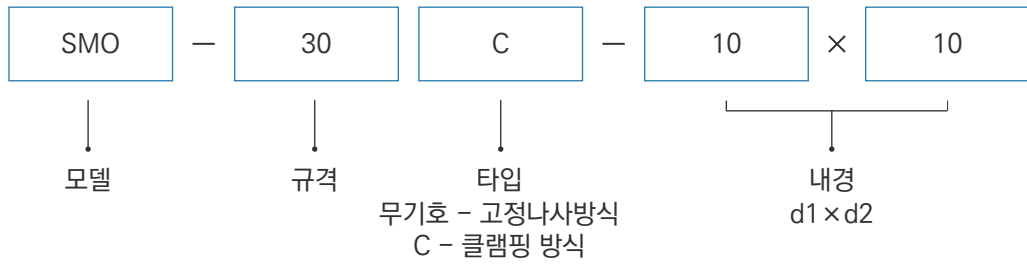 SMO – 30 C – 10 × 10
모델 규격 타입 내경
무기호 – 고정나사방식 d1×d2
C – 클램핑 방식